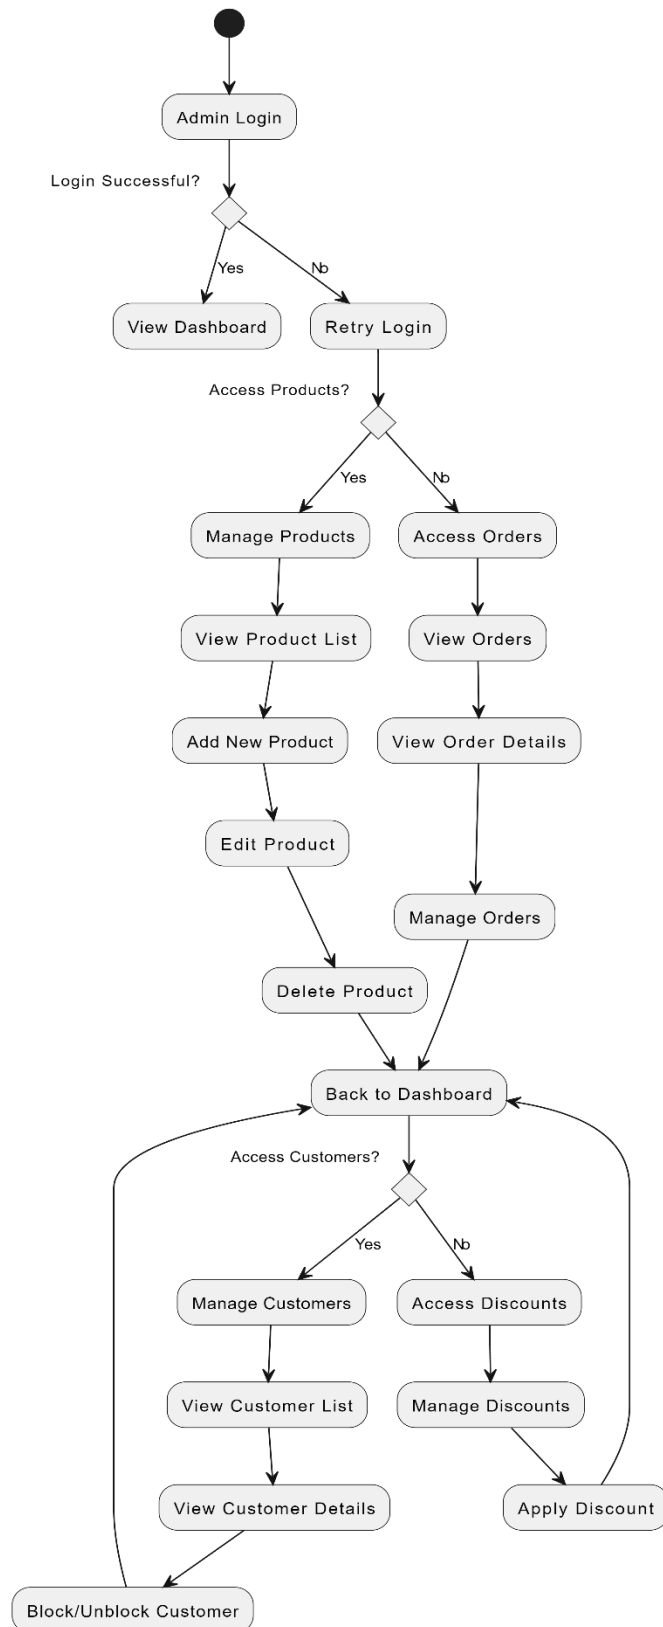 Admin Login
Login Successful?
Yes
No
View Dashboard
Retry Login
Access Products?
Yes
No
Manage Products
Access Orders
View Product List
View Orders
Add New Product
View Order Details
Edit Product
Manage Orders
Delete Product
Back to Dashboard
Access Customers?
Yes
No
Manage Customers
Access Discounts
View Customer List
Manage Discounts
View Customer Details
Apply Discount
Block/Unblock Customer